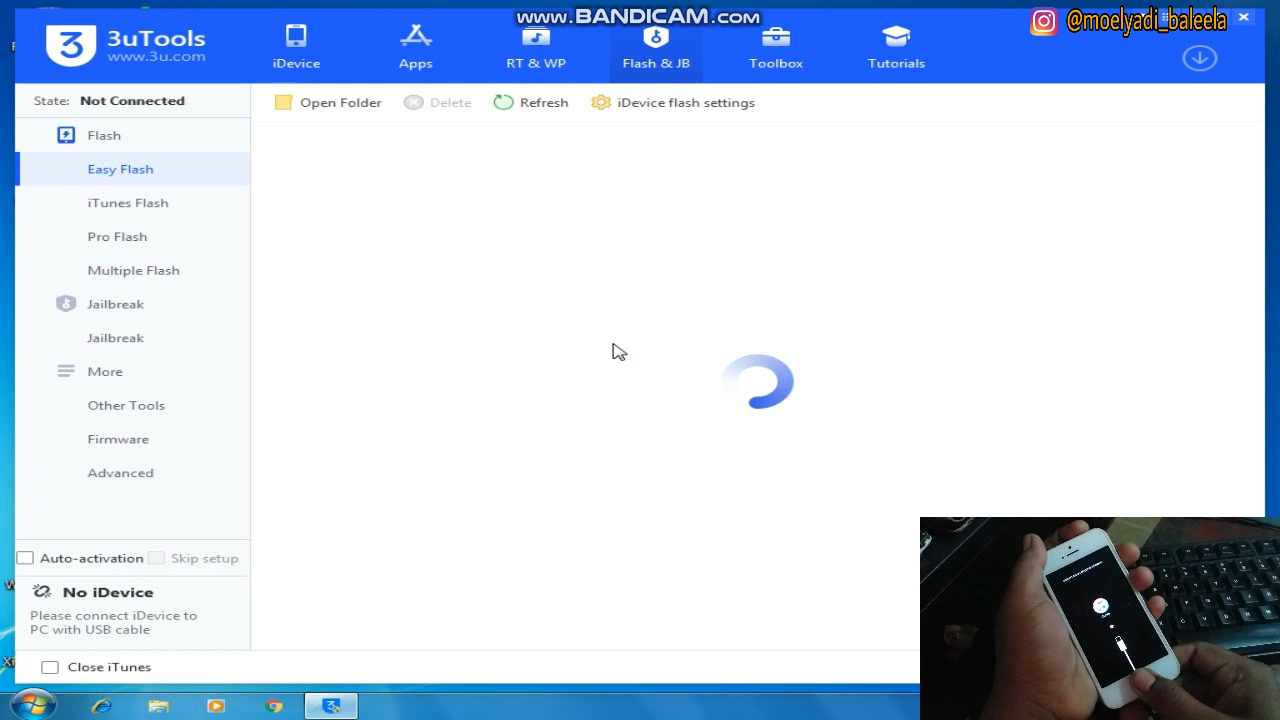 www.BANDICAM.com
@moelyadi_baleela
3uTools
www.3u.com
iDevice
Apps
RT & WP
Flash & JB
Toolbox
Tutorials
State: Not Connected
Open Folder
Delete
Refresh
iDevice flash settings
Flash
Easy Flash
iTunes Flash
Pro Flash
Multiple Flash
Jailbreak
Jailbreak
More
Other Tools
Firmware
Advanced
Auto-activation
Skip setup
No iDevice
Please connect iDevice to
PC with USB cable
Close iTunes